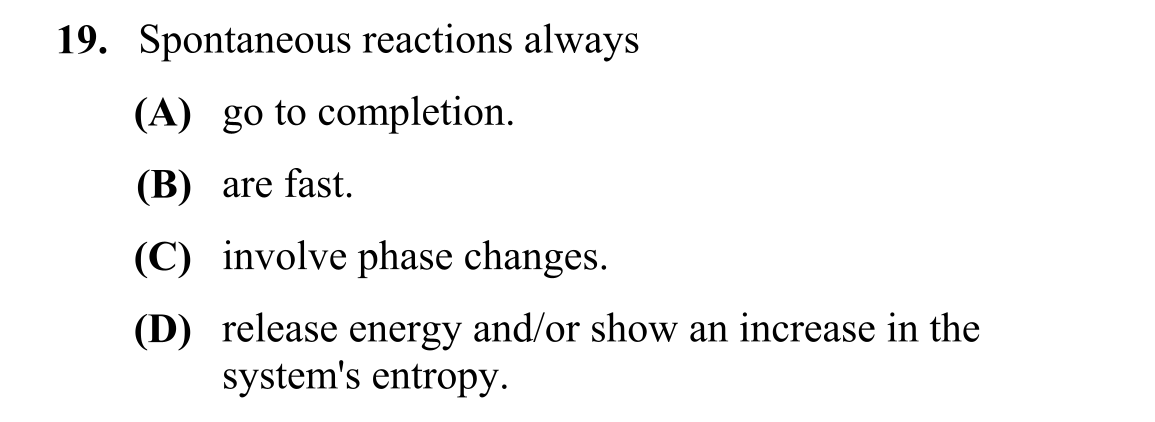 19. Spontaneous reactions always
(A) go to completion.
(B) are fast.
(C) involve phase changes.
(D) release energy and/or show an increase in the
system's entropy.